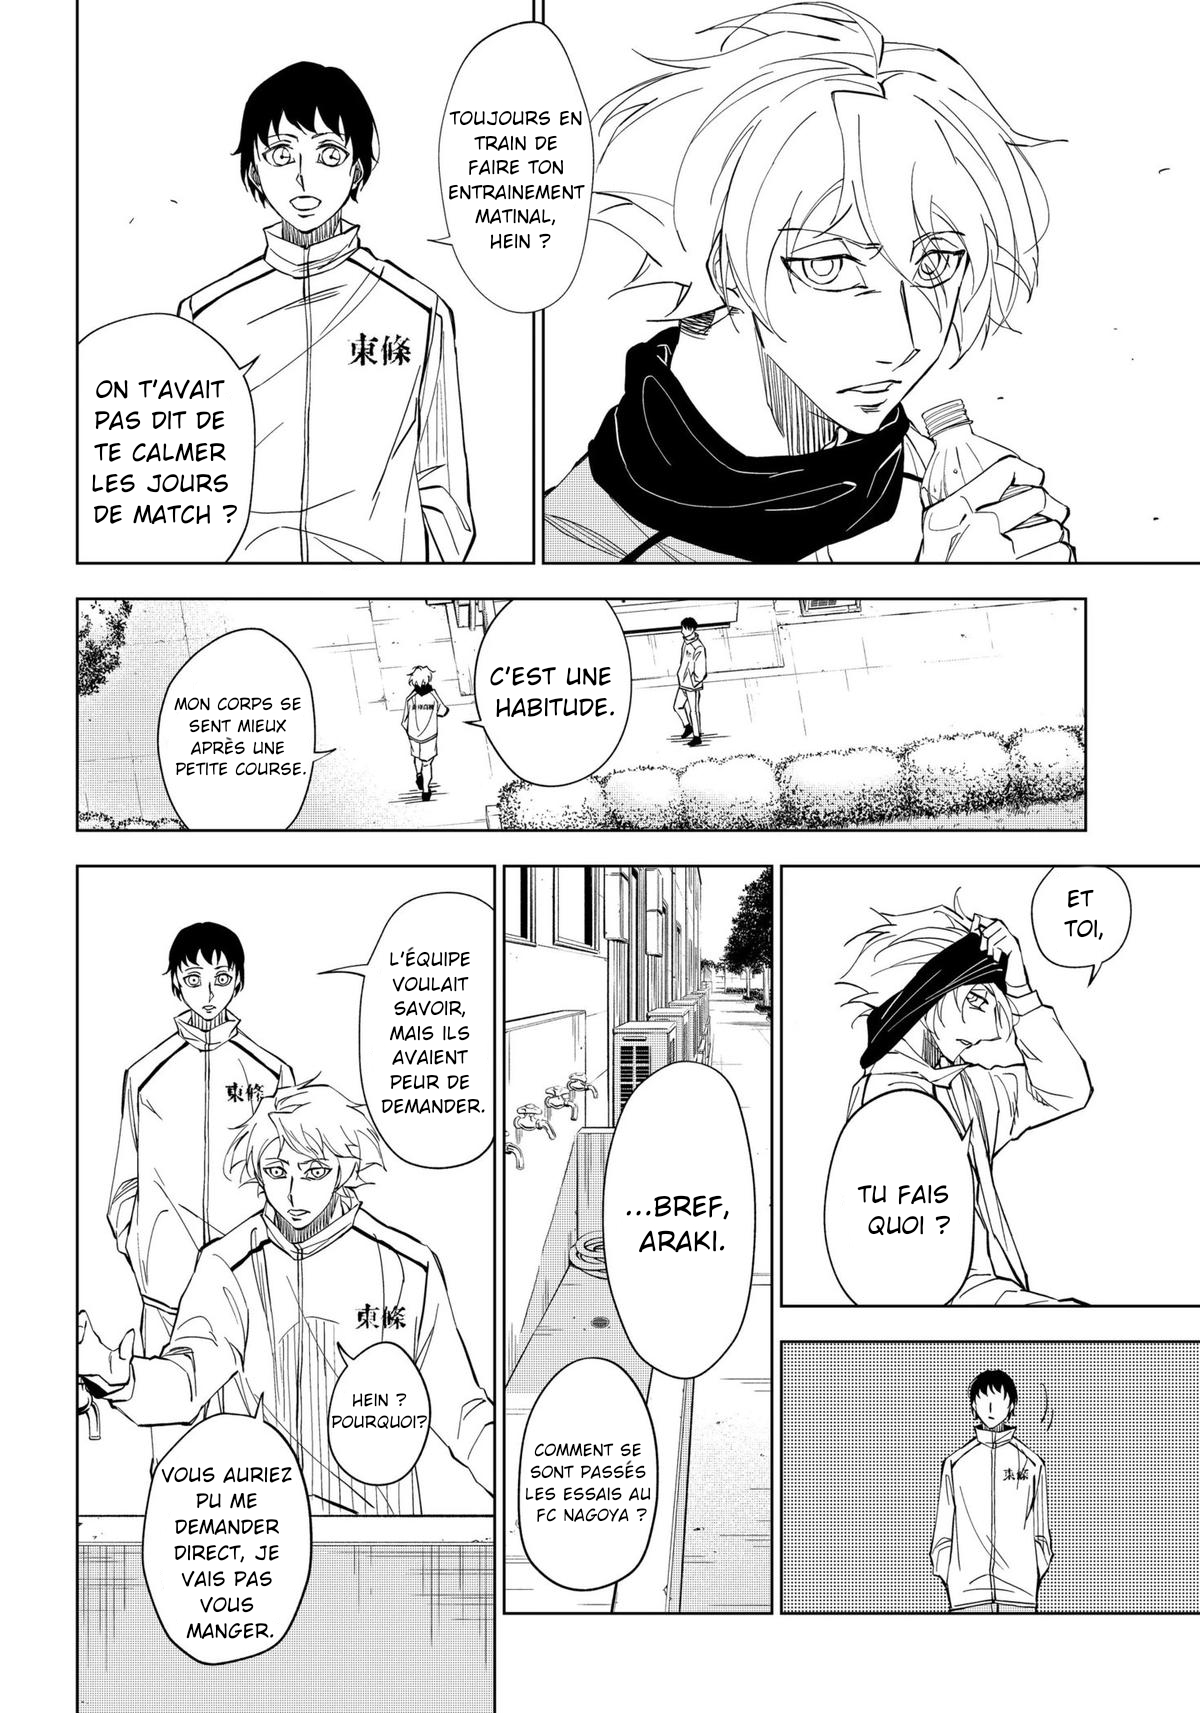 TOUJOURS EN
TRAIN DE
FAIRE TON
ENTRAINEMENT
MATINAL,
HEIN ?
ON T'AVAIT
PAS DIT DE
TE CALMER
LES JOURS
DE MATCH ?
東條
C'EST UNE
HABITUDE.
MON CORPS SE
SENT MIEUX
APRÈS UNE
PETITE COURSE.
ET
TOI,
TU FAIS
QUOI ?
東條
...BREF,
ARAKI.
COMMENT SE
SONT PASSÉS
LES ESSAIS AU
FC NAGOYA ?
L'ÉQUIPE
VOULAIT
SAVOIR,
MAIS ILS
AVAIENT
PEUR DE
DEMANDER.
東條
東條
HEIN ?
POURQUOI?
VOUS AURIEZ
PU ME
DEMANDER
DIRECT, JE
VAIS PAS
VOUS
MANGER.